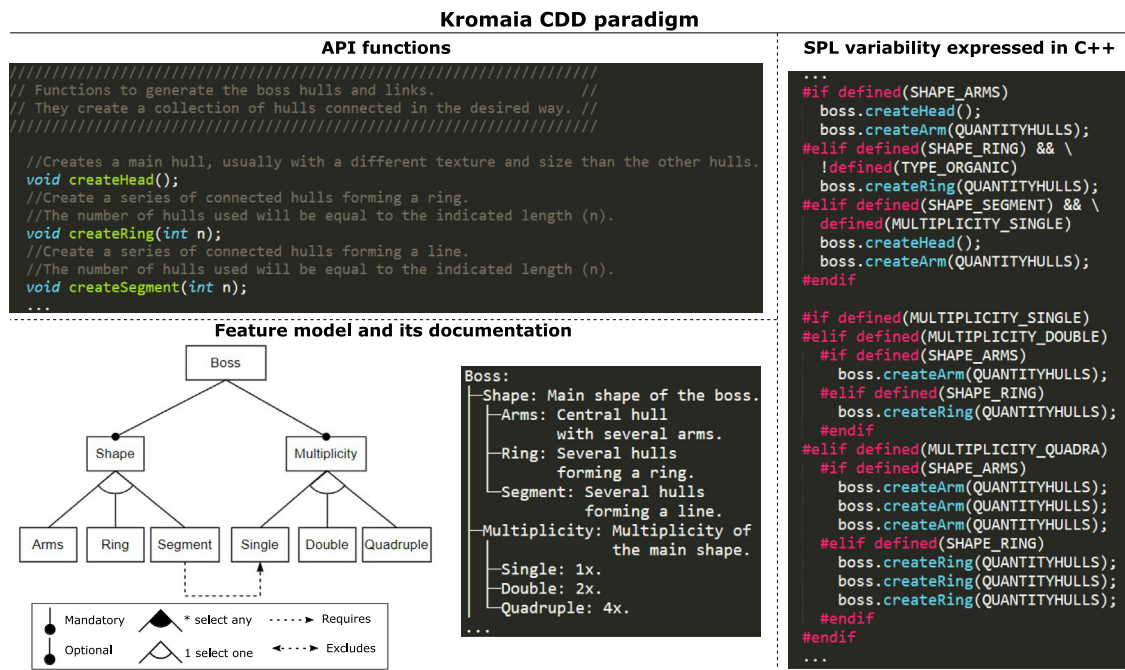 Kromaia CDD paradigm
API functions
////////////////////////////////////////////////////////////////////
// Functions to generate the boss hulls and links.                 //
// They create a collection of hulls connected in the desired way. //
////////////////////////////////////////////////////////////////////
//Creates a main hull, usually with a different texture and size than the other hulls.
void createHead();
//Create a series of connected hulls forming a ring.
//The number of hulls used will be equal to the indicated length (n).
void createRing(int n);
//Create a series of connected hulls forming a line.
//The number of hulls used will be equal to the indicated length (n).
void createSegment(int n);
...
Feature model and its documentation
Boss
Shape
Multiplicity
Arms
Ring
Segment
Single
Double
Quadruple
Mandatory
* select any
Requires
Optional
1 select one
Excludes
Boss:
Shape: Main shape of the boss.
Arms: Central hull
with several arms.
Ring: Several hulls
forming a ring.
Segment: Several hulls
forming a line.
Multiplicity: Multiplicity of
the main shape.
Single: 1x.
Double: 2x.
Quadruple: 4x.
...
SPL variability expressed in C++
...
#if defined(SHAPE_ARMS)
boss.createHead();
boss.createArm(QUANTITYHULLS);
#elif defined(SHAPE_RING) && \
!defined(TYPE_ORGANIC)
boss.createRing(QUANTITYHULLS);
#elif defined(SHAPE_SEGMENT) && \
defined(MULTIPLICITY_SINGLE)
boss.createHead();
boss.createArm(QUANTITYHULLS);
#endif
#if defined(MULTIPLICITY_SINGLE)
#elif defined(MULTIPLICITY_DOUBLE)
#if defined(SHAPE_ARMS)
boss.createArm(QUANTITYHULLS);
#elif defined(SHAPE_RING)
boss.createRing(QUANTITYHULLS);
#endif
#elif defined(MULTIPLICITY_QUADRA)
#if defined(SHAPE_ARMS)
boss.createArm(QUANTITYHULLS);
boss.createArm(QUANTITYHULLS);
boss.createArm(QUANTITYHULLS);
#elif defined(SHAPE_RING)
boss.createRing(QUANTITYHULLS);
boss.createRing(QUANTITYHULLS);
boss.createRing(QUANTITYHULLS);
#endif
#endif
...